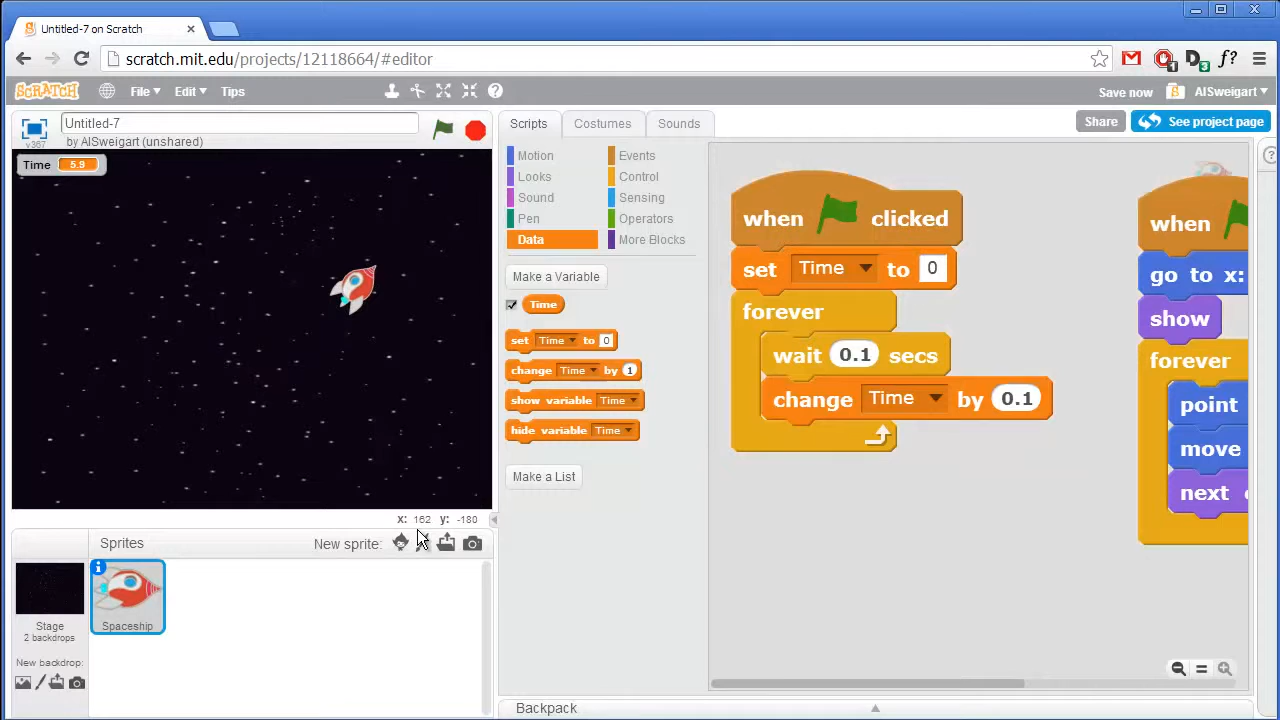 Untitled-7 on Scratch
scratch.mit.edu/projects/12118664/#editor
1
D
3
f?
SCRATCH
File
Edit
Tips
Save now
AlSweigart
Untitled-7
by AlSweigart (unshared)
v367
Scripts
Costumes
Sounds
Share
See project page
Time 5.9
Motion
Looks
Sound
Pen
Data
Events
Control
Sensing
Operators
More Blocks
Make a Variable
Time
set Time to 0
change Time by 1
show variable Time
hide variable Time
Make a List
when clicked
set Time to 0
forever
wait 0.1 secs
change Time by 0.1
when
go to x:
show
forever
point
move
next
x: 162 y: -180
Sprites
New sprite:
Stage
2 backdrops
New backdrop:
Spaceship
Backpack